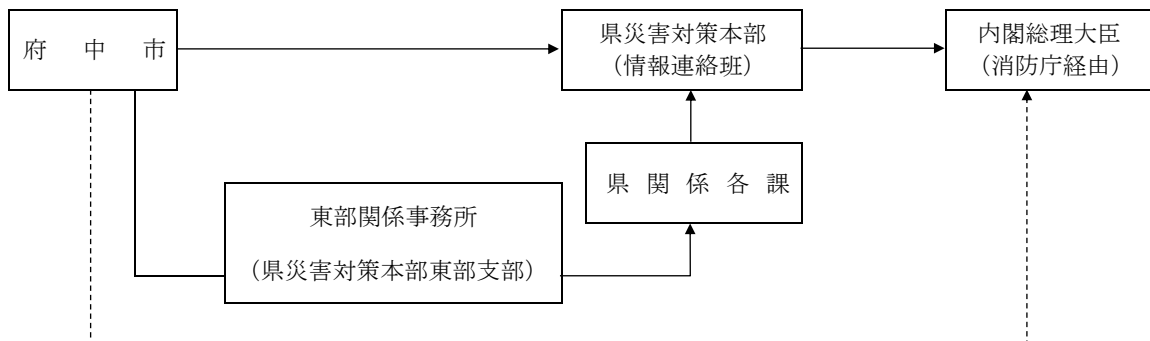 府中市
県災害対策本部
（情報連絡班）
内閣総理大臣
（消防庁経由）
県関係各課
東部関係事務所
（県災害対策本部東部支部）